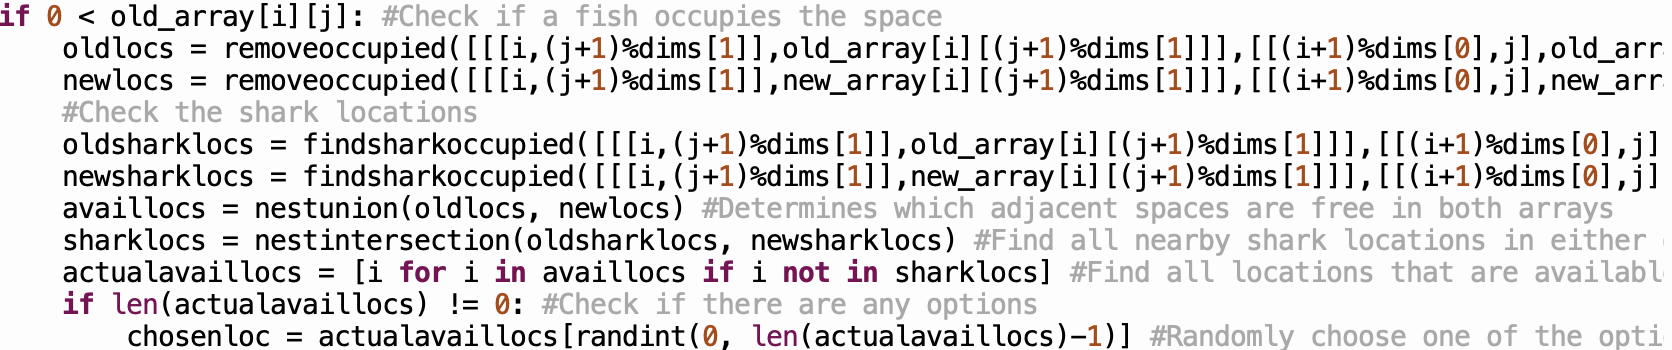 if 0 < old_array[i][j]: #Check if a fish occupies the space
oldlocs = removeoccupied([[[i,(j+1)%dims[1]],old_array[i][(j+1)%dims[1]]],[[(i+1)%dims[0],j],old_arr
newlocs = removeoccupied([[[i,(j+1)%dims[1]],new_array[i][(j+1)%dims[1]]],[[(i+1)%dims[0],j],new_arr
#Check the shark locations
oldsharklocs = findsharkoccupied([[[i,(j+1)%dims[1]],old_array[i][(j+1)%dims[1]]],[[(i+1)%dims[0],j]
newsharklocs = findsharkoccupied([[[i,(j+1)%dims[1]],new_array[i][(j+1)%dims[1]]],[[(i+1)%dims[0],j]
availlocs = nestunion(oldlocs, newlocs) #Determines which adjacent spaces are free in both arrays
sharklocs = nestintersection(oldsharklocs, newsharklocs) #Find all nearby shark locations in either
actualavaillocs = [i for i in availlocs if i not in sharklocs] #Find all locations that are availabl
if len(actualavaillocs) != 0: #Check if there are any options
chosenloc = actualavaillocs[randint(0, len(actualavaillocs)-1)] #Randomly choose one of the opti